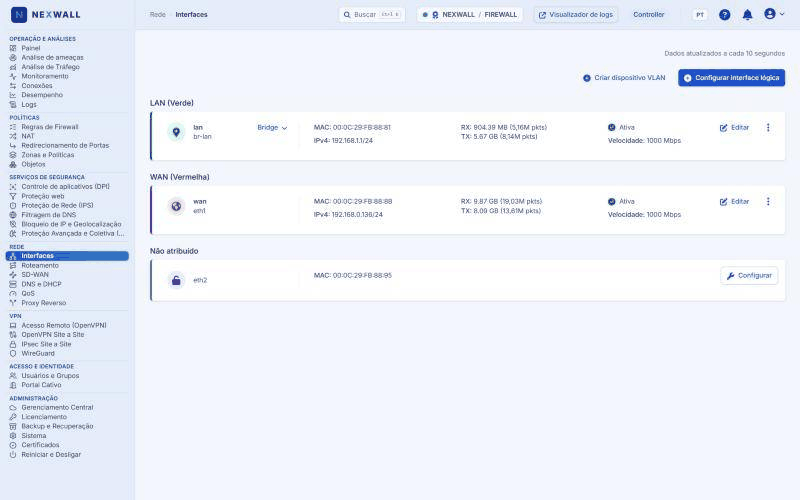 NEXWALL
Rede Interfaces
Buscar Ctrl K
NEXWALL / FIREWALL
Visualizador de logs
Controller
PT
OPERAÇÃO E ANÁLISES
Painel
Análise de ameaças
Análise de Tráfego
Monitoramento
Conexões
Desempenho
Logs
POLÍTICAS
Regras de Firewall
NAT
Redirecionamento de Portas
Zonas e Políticas
Objetos
SERVIÇOS DE SEGURANÇA
Controle de aplicativos (DPI)
Proteção web
Proteção de Rede (IPS)
Filtragem de DNS
Bloqueio de IP e Geolocalização
Proteção Avançada e Coletiva (...
REDE
Interfaces
Roteamento
SD-WAN
DNS e DHCP
QoS
Proxy Reverso
VPN
Acesso Remoto (OpenVPN)
OpenVPN Site a Site
IPsec Site a Site
WireGuard
ACESSO E IDENTIDADE
Usuários e Grupos
Portal Cativo
ADMINISTRAÇÃO
Gerenciamento Central
Licenciamento
Backup e Recuperação
Sistema
Certificados
Reiniciar e Desligar
Dados atualizados a cada 10 segundos
Criar dispositivo VLAN
Configurar interface lógica
LAN (Verde)
lan
br-lan
Bridge
MAC: 00:0C:29:FB:88:81
IPv4: 192.168.1.1/24
RX: 904.39 MB (5,16M pkts)
TX: 5.67 GB (8,14M pkts)
Ativa
Velocidade: 1000 Mbps
Editar
WAN (Vermelha)
wan
eth1
MAC: 00:0C:29:FB:88:8B
IPv4: 192.168.0.136/24
RX: 9.87 GB (19,03M pkts)
TX: 8.09 GB (13,61M pkts)
Ativa
Velocidade: 1000 Mbps
Editar
Não atribuído
eth2
MAC: 00:0C:29:FB:88:95
Configurar